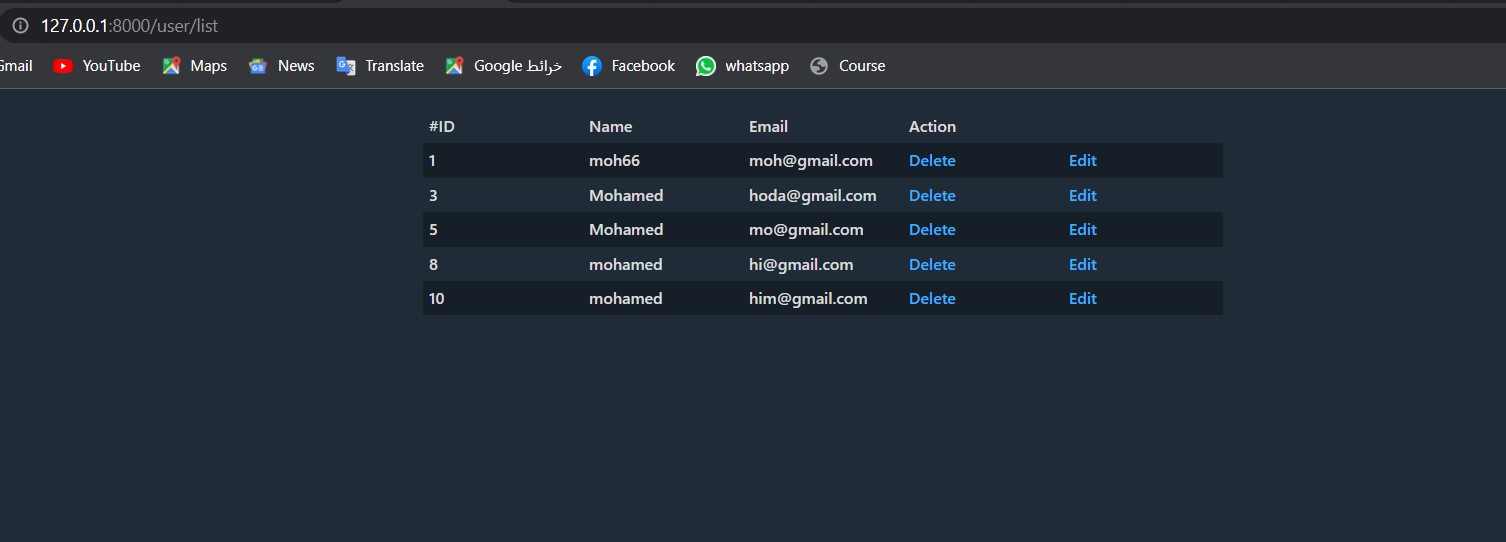 127.0.0.1:8000/user/list
Gmail YouTube Maps News Translate خرائط Google Facebook whatsapp Course
#ID Name Email Action
1 moh66 moh@gmail.com Delete Edit
3 Mohamed hoda@gmail.com Delete Edit
5 Mohamed mo@gmail.com Delete Edit
8 mohamed hi@gmail.com Delete Edit
10 mohamed him@gmail.com Delete Edit